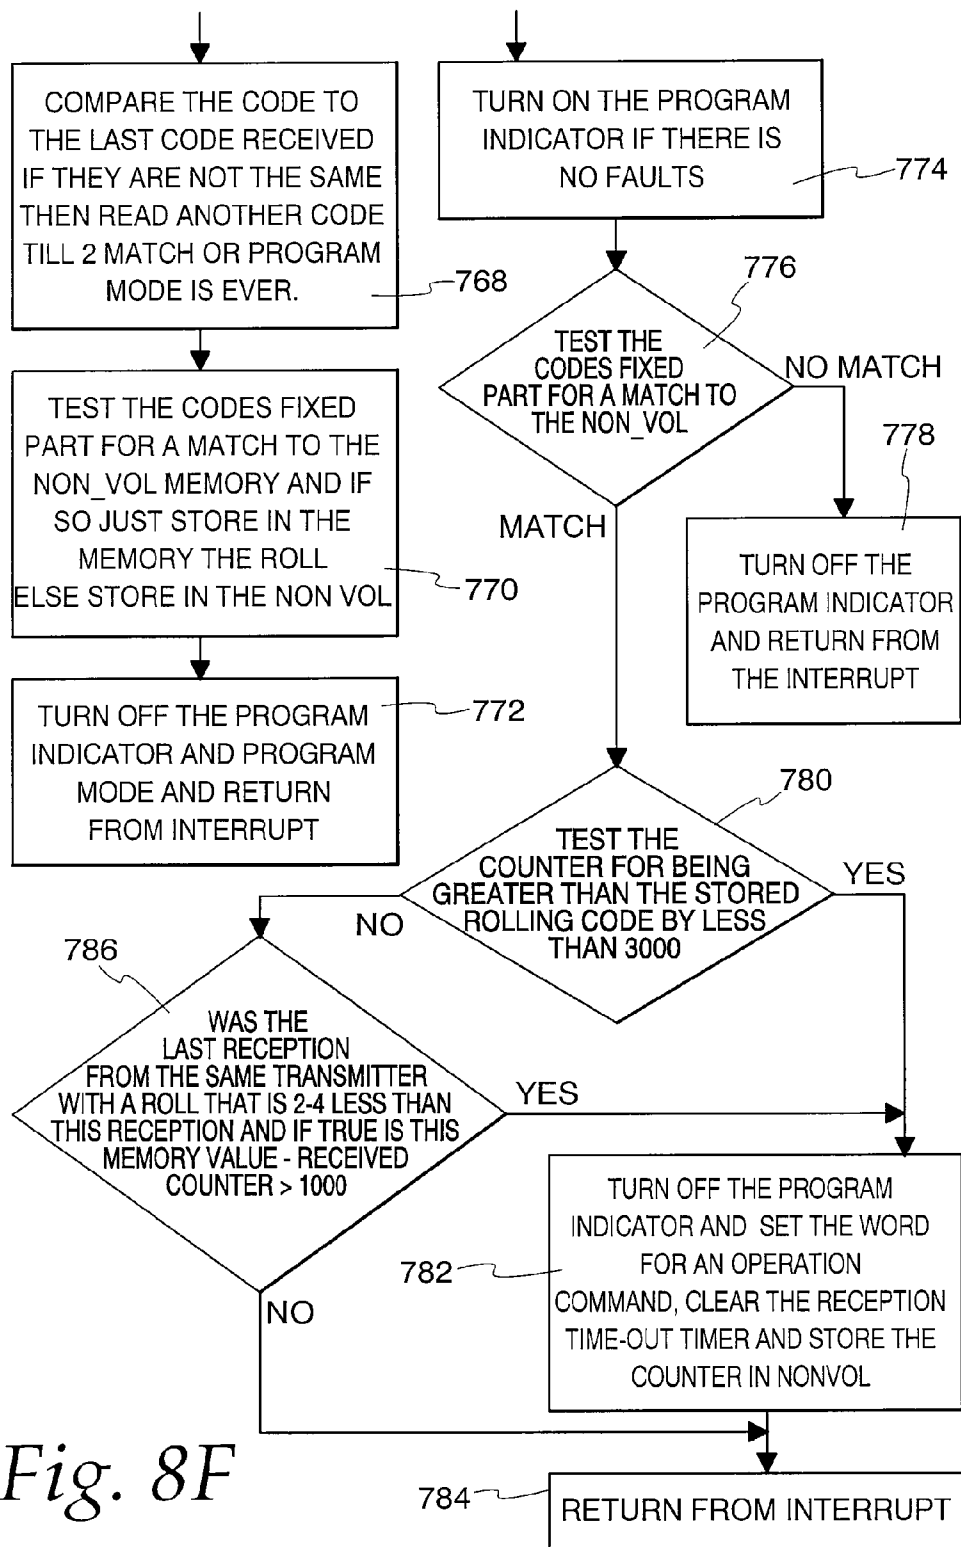 COMPARE THE CODE TO
THE LAST CODE RECEIVED
IF THEY ARE NOT THE SAME
THEN READ ANOTHER CODE
TILL 2 MATCH OR PROGRAM
MODE IS EVER.
768
TEST THE CODES FIXED
PART FOR A MATCH TO THE
NON_VOL MEMORY AND IF
SO JUST STORE IN THE
MEMORY THE ROLL
ELSE STORE IN THE NON VOL
770
TURN OFF THE PROGRAM
INDICATOR AND PROGRAM
MODE AND RETURN
FROM INTERRUPT
772
TURN ON THE PROGRAM
INDICATOR IF THERE IS
NO FAULTS
774
776
TEST THE
CODES FIXED
PART FOR A MATCH TO
THE NON_VOL
NO MATCH
MATCH
778
TURN OFF THE
PROGRAM INDICATOR
AND RETURN FROM
THE INTERRUPT
780
TEST THE
COUNTER FOR BEING
GREATER THAN THE STORED
ROLLING CODE BY LESS
THAN 3000
YES
NO
786
WAS THE
LAST RECEPTION
FROM THE SAME TRANSMITTER
WITH A ROLL THAT IS 2-4 LESS THAN
THIS RECEPTION AND IF TRUE IS THIS
MEMORY VALUE - RECEIVED
COUNTER > 1000
YES
NO
782
TURN OFF THE PROGRAM
INDICATOR AND SET THE WORD
FOR AN OPERATION
COMMAND, CLEAR THE RECEPTION
TIME-OUT TIMER AND STORE THE
COUNTER IN NONVOL
784
RETURN FROM INTERRUPT
Fig. 8F